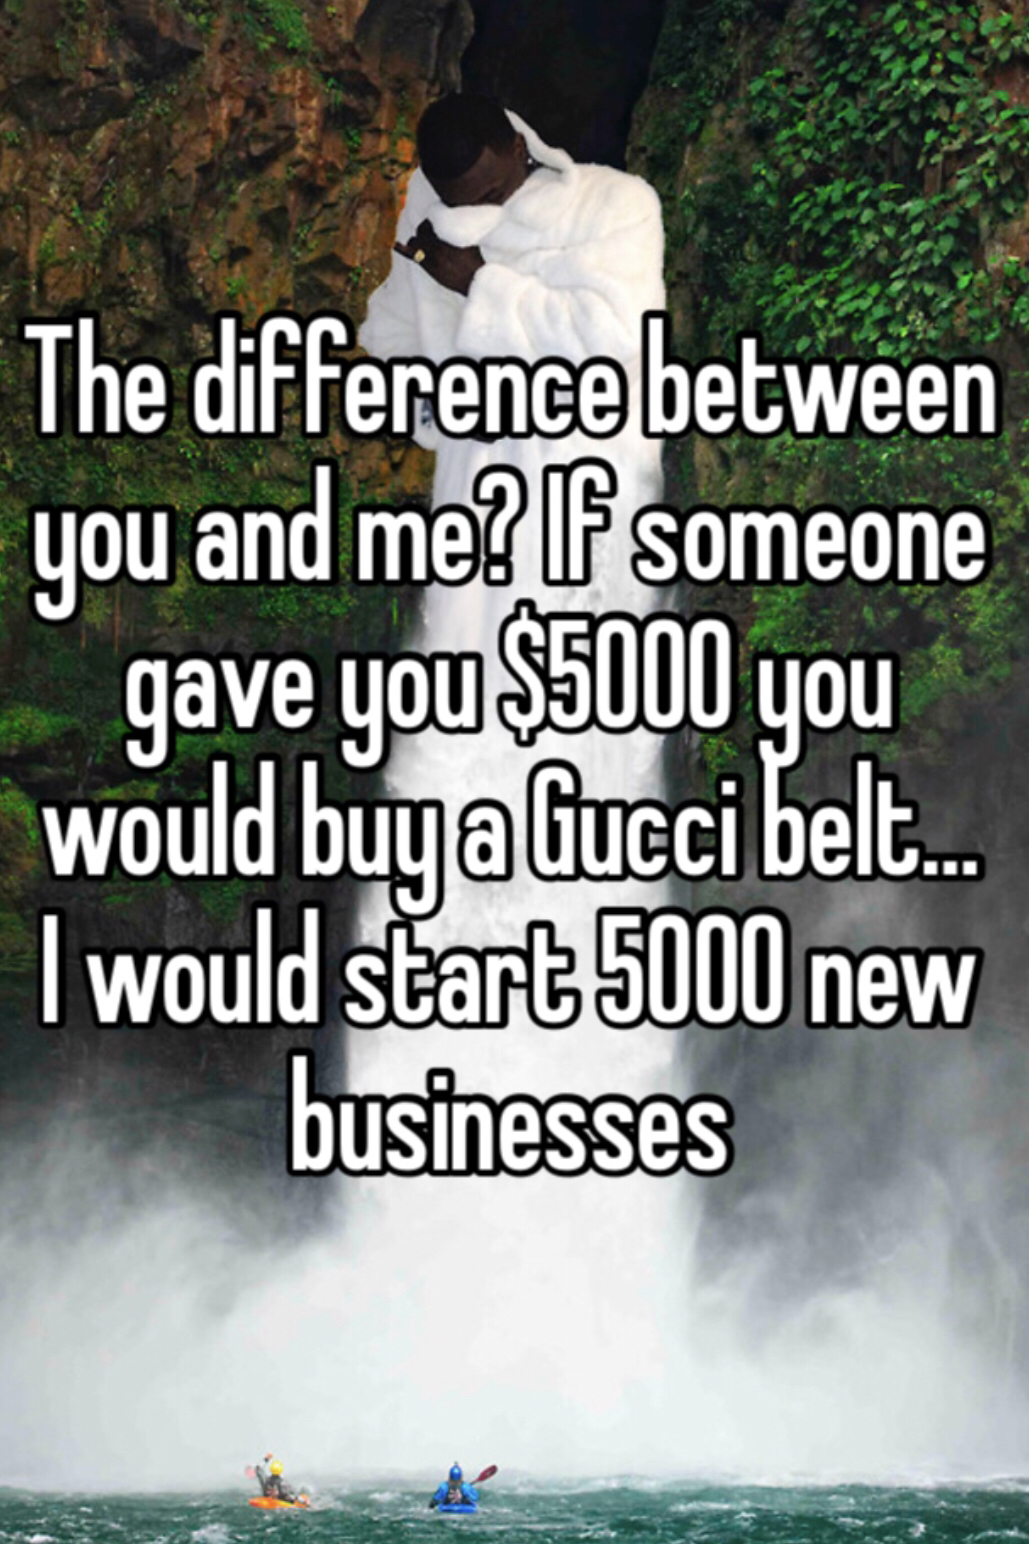 The difference between
you and me? If someone
gave you $5000 you
would buy a Gucci belt...
I would start 5000 new
businesses